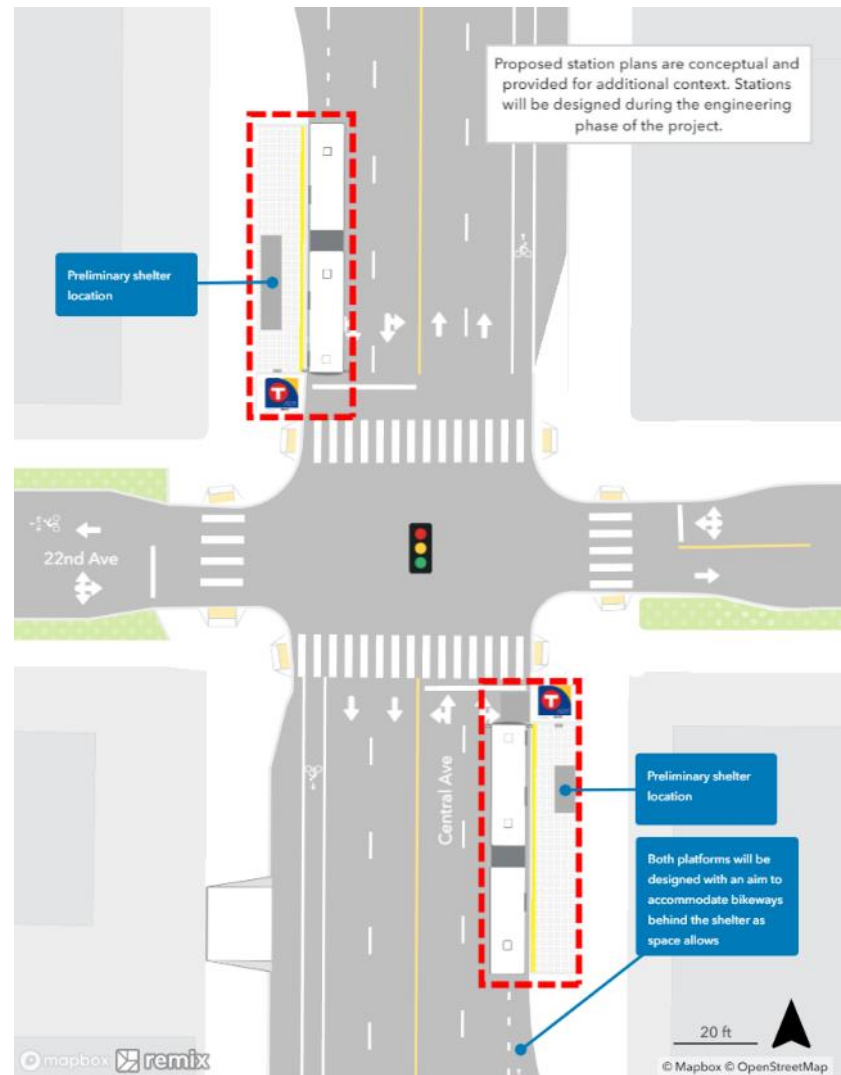 Proposed station plans are conceptual and
provided for additional context. Stations
will be designed during the engineering
phase of the project.
Preliminary shelter
location
T
22nd Ave
T
Central Ave
Preliminary shelter
location
Both platforms will be
designed with an aim to
accommodate bikeways
behind the shelter as
space allows
20 ft
mapbox remix
© Mapbox © OpenStreetMap